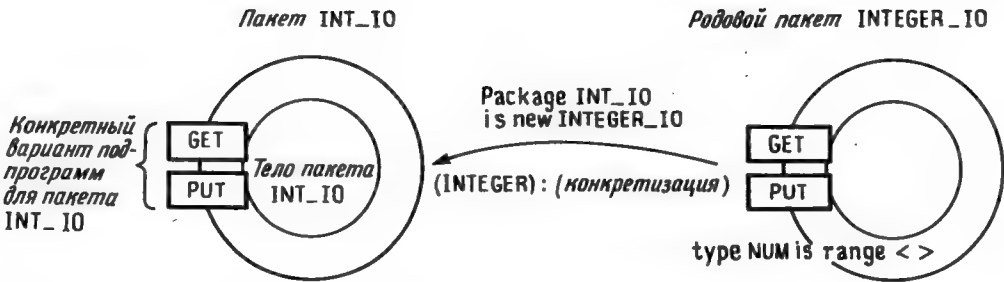 Пакет INT_IO
Родовой пакет INTEGER_IO
Конкретный
вариант под-
программ
для пакета
INT_IO
GET
PUT
Тело пакета
INT_IO
Package INT_IO
is new INTEGER_IO
(INTEGER): (конкретизация)
GET
PUT
type NUM is range < >